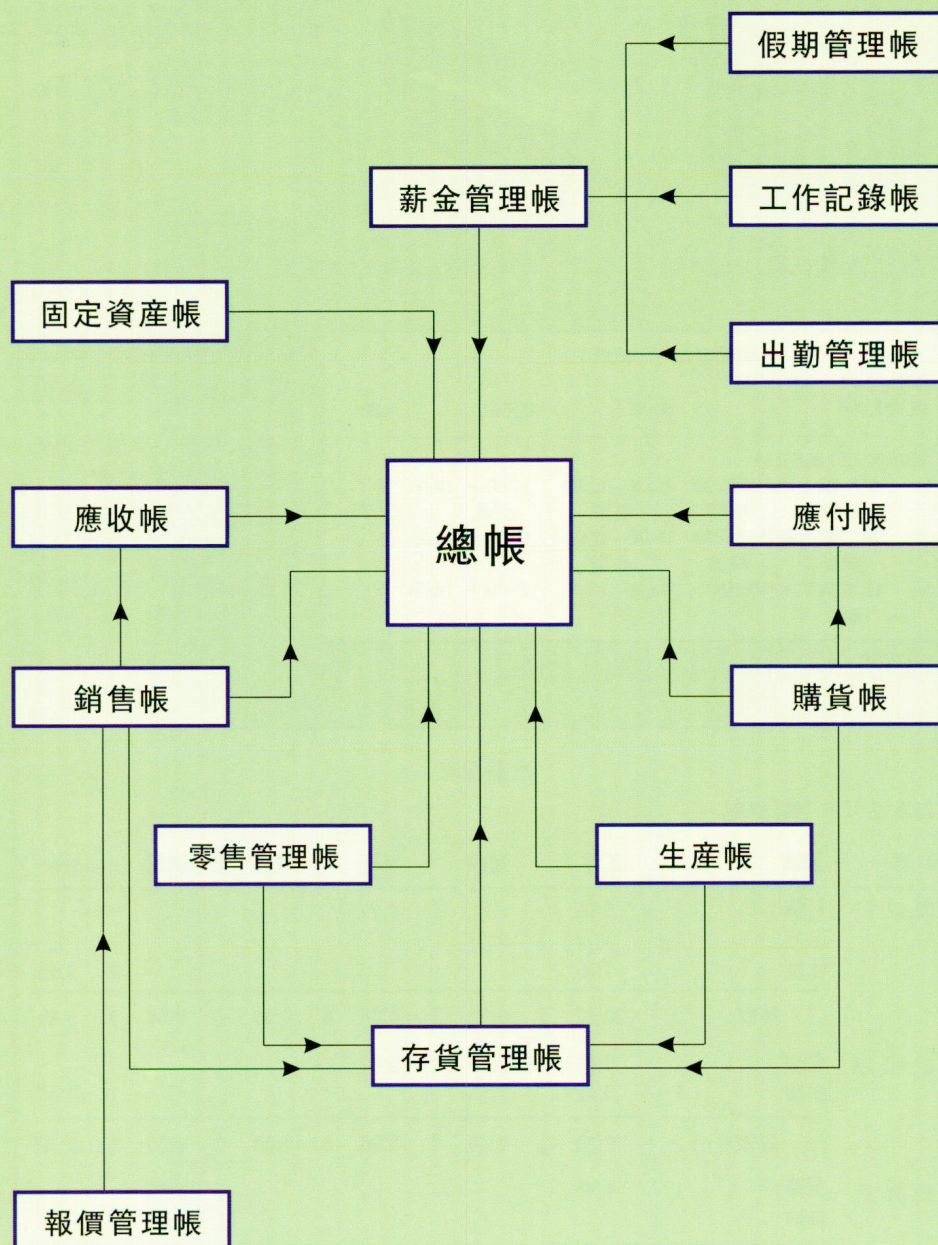 假期管理帳
薪金管理帳
工作記錄帳
固定資産帳
出勤管理帳
應收帳
總帳
應付帳
銷售帳
購貨帳
零售管理帳
生産帳
存貨管理帳
報價管理帳